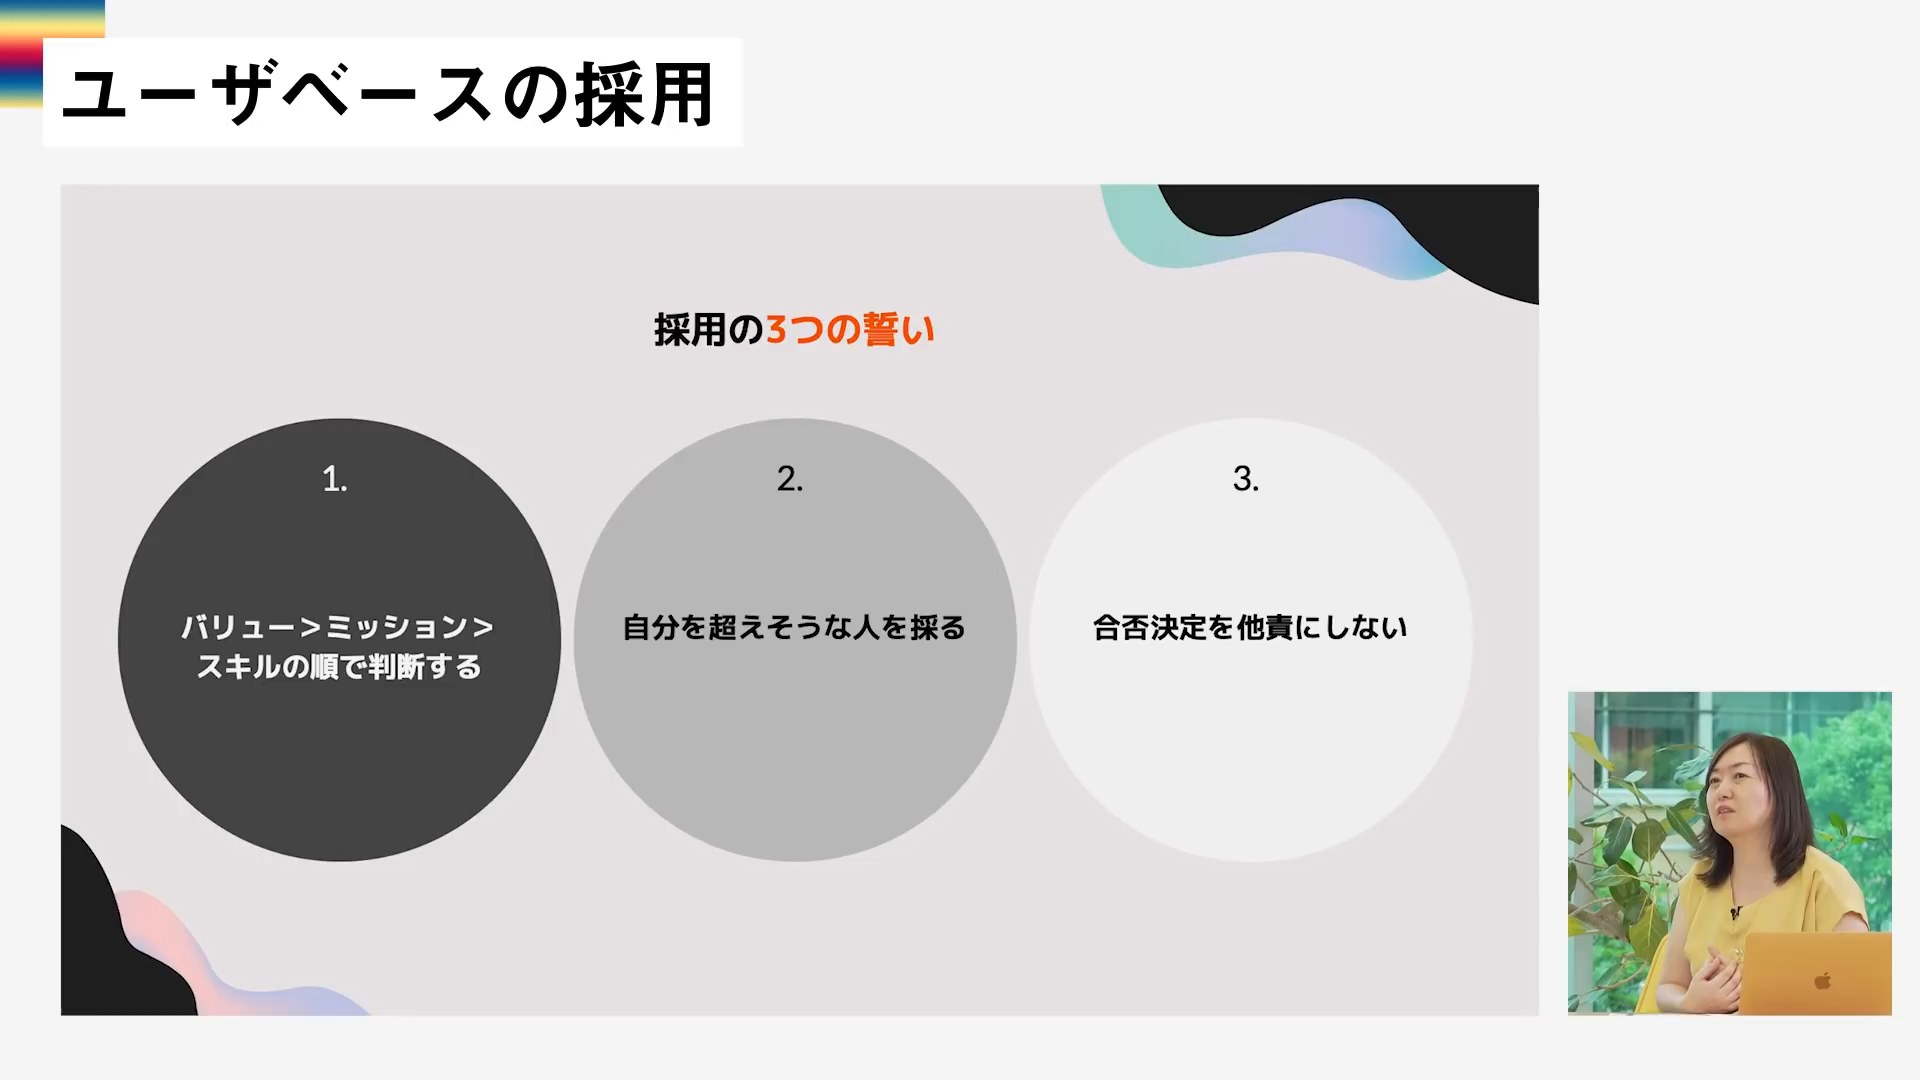 ユーザベースの採用
採用の3つの誓い
1.
バリュー＞ミッション＞
スキルの順で判断する
2.
自分を超えそうな人を採る
3.
合否決定を他責にしない